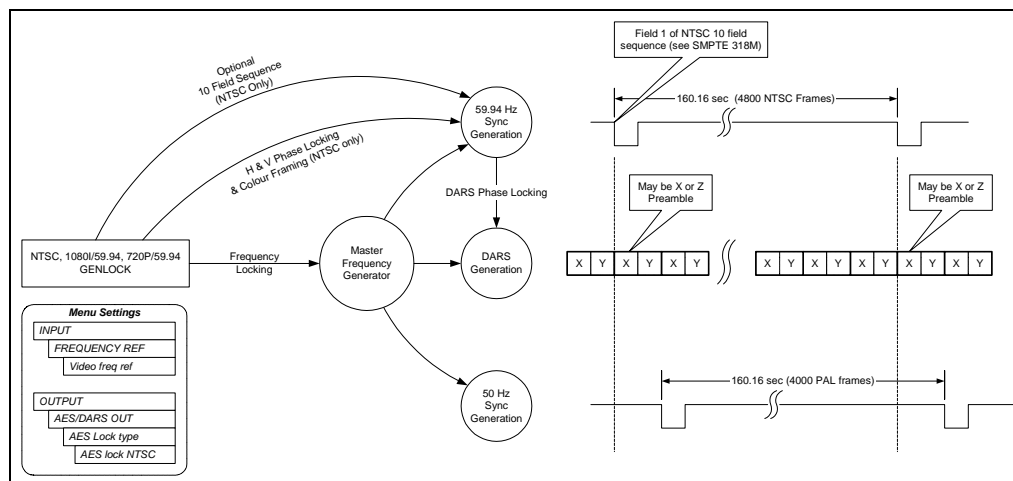 Optional
10 Field Sequence
(NTSC Only)
H & V Phase Locking
& Colour Framing (NTSC only)
59.94 Hz
Sync
Generation
DARS Phase Locking
NTSC, 1080I/59.94, 720P/59.94
GENLOCK
Frequency
Locking
Master
Frequency
Generator
DARS
Generation
50 Hz
Sync
Generation
Menu Settings
INPUT
FREQUENCY REF
Video freq ref
OUTPUT
AES/DARS OUT
AES Lock type
AES lock NTSC
Field 1 of NTSC 10 field
sequence (see SMPTE 318M)
160.16 sec (4800 NTSC Frames)
May be X or Z
Preamble
May be X or Z
Preamble
X Y X Y X Y
X Y X Y X Y X Y X Y
160.16 sec (4000 PAL frames)